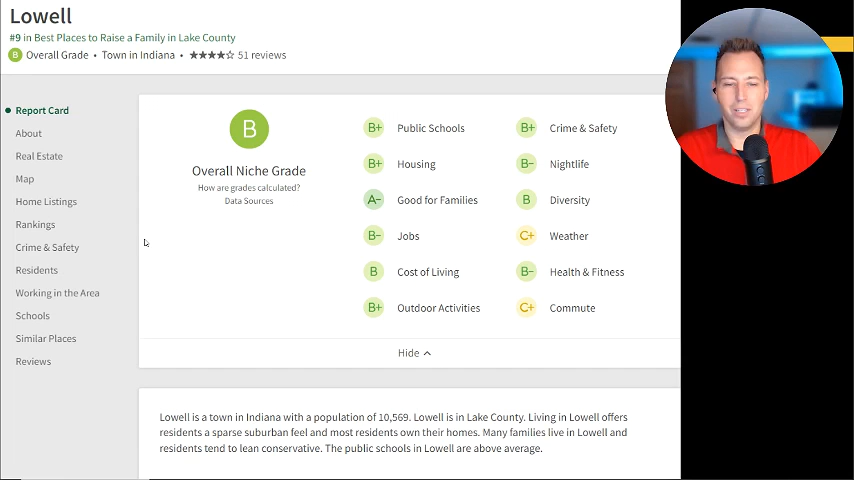 Lowell
#9 in Best Places to Raise a Family in Lake County
B Overall Grade • Town in Indiana • ★★★★☆ 51 reviews
Report Card
About
Real Estate
Map
Home Listings
Rankings
Crime & Safety
Residents
Working in the Area
Schools
Similar Places
Reviews
B
Overall Niche Grade
How are grades calculated?
Data Sources
B+ Public Schools
B+ Housing
A- Good for Families
B- Jobs
B Cost of Living
B+ Outdoor Activities
B+ Crime & Safety
B- Nightlife
B Diversity
C+ Weather
B- Health & Fitness
C+ Commute
Hide
Lowell is a town in Indiana with a population of 10,569. Lowell is in Lake County. Living in Lowell offers
residents a sparse suburban feel and most residents own their homes. Many families live in Lowell and
residents tend to lean conservative. The public schools in Lowell are above average.